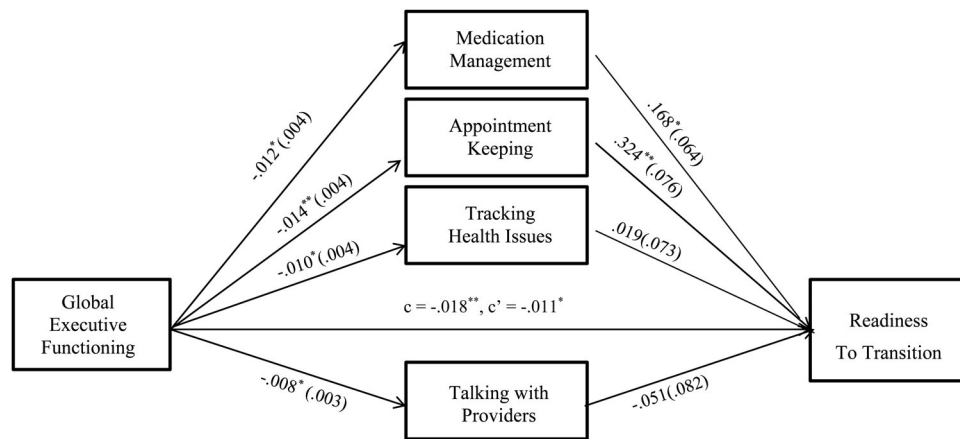 Medication
Management
Appointment
Keeping
Tracking
Health Issues
Global
Executive
Functioning
Talking with
Providers
Readiness
To Transition
-.012*(.004)
-.014**(.004)
-.010*(.004)
-.008*(.003)
c = -.018**, c’ = -.011*
.168*(.064)
.324**(.076)
.019(.073)
-.051(.082)